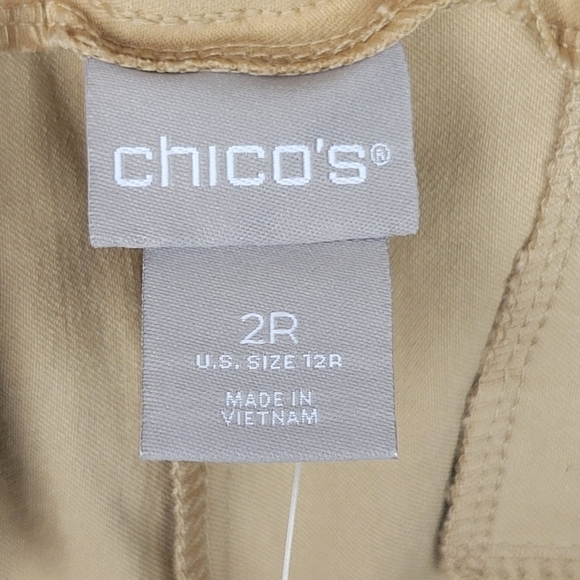 chico's®
2R
U.S. SIZE 12R
MADE IN
VIETNAM